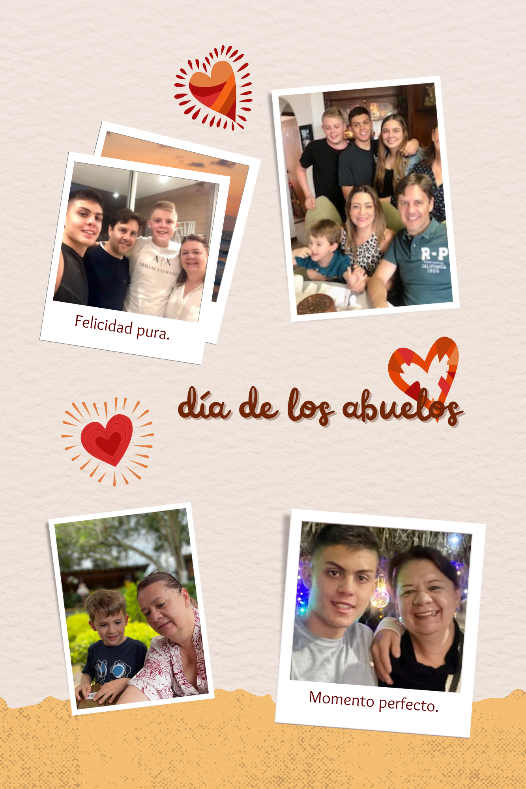 R-P
Felicidad pura.
día de los abuelos
Momento perfecto.